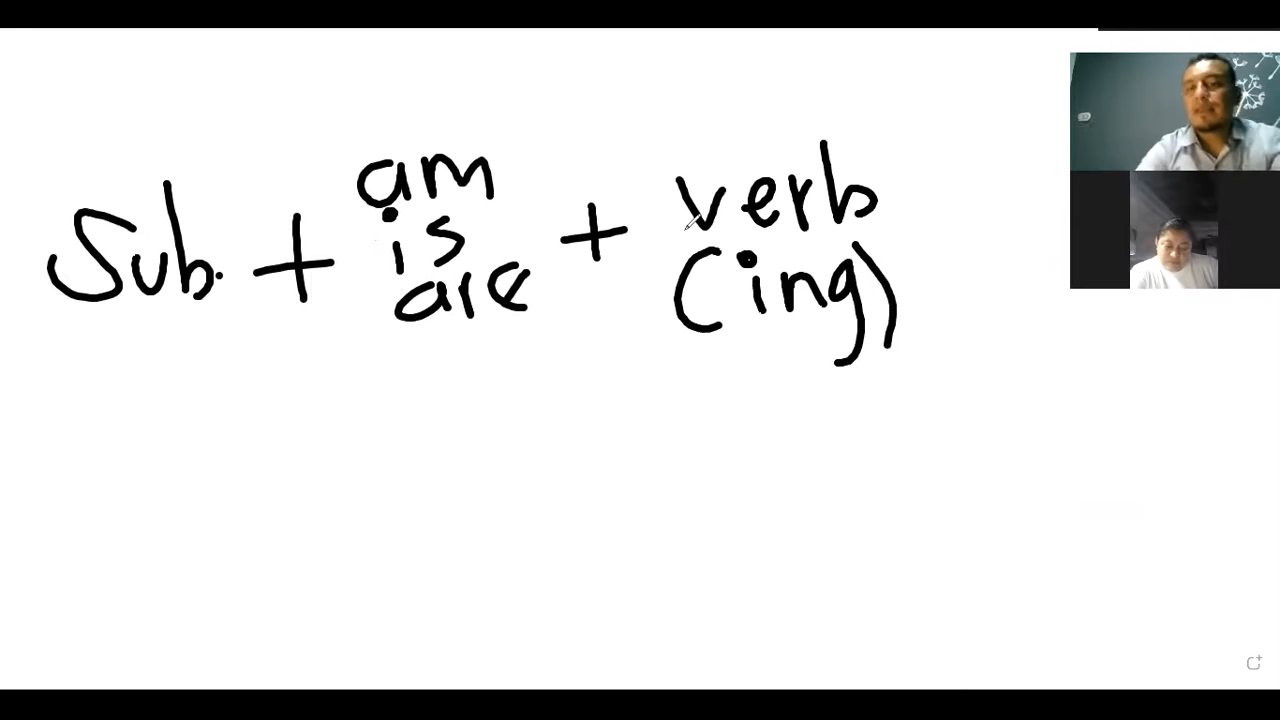 Sub. + am is are + verb (ing)